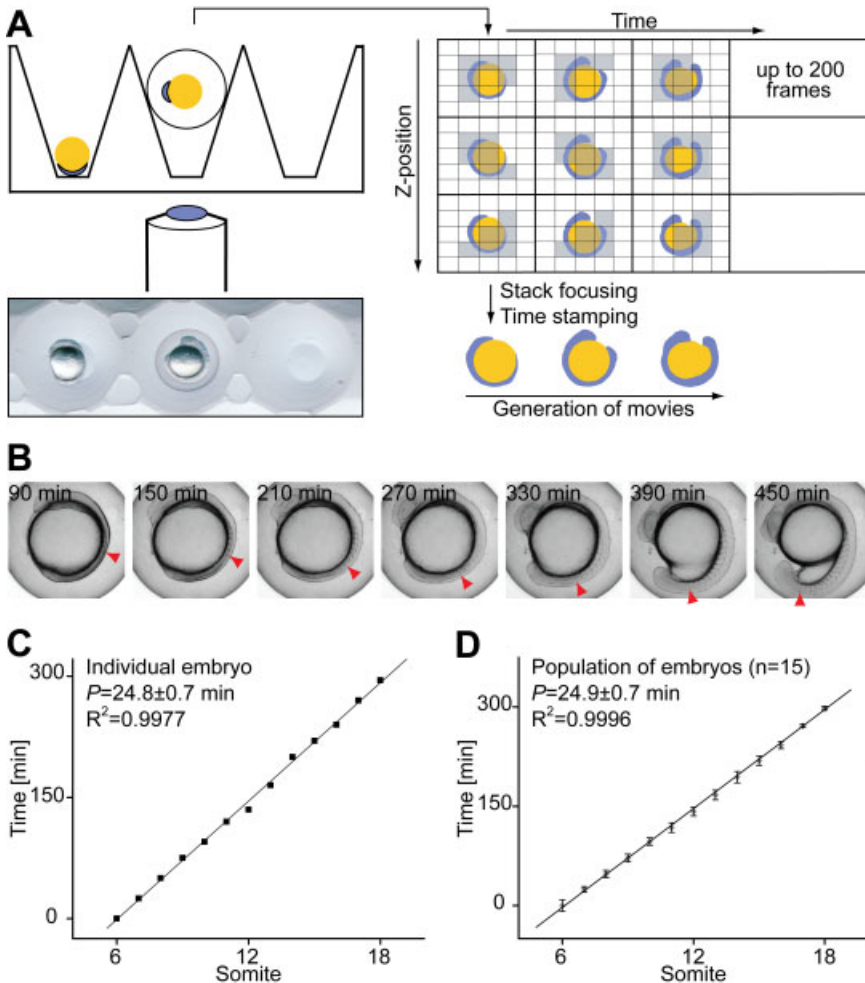 A
Time
up to 200
frames
Z-position
Stack focusing
Time stamping
Generation of movies
B
90 min
150 min
210 min
270 min
330 min
390 min
450 min
C
Individual embryo
P=24.8±0.7 min
R²=0.9977
Time [min]
300
150
0
6
12
18
Somite
D
Population of embryos (n=15)
P=24.9±0.7 min
R²=0.9996
Time [min]
300
150
0
6
12
18
Somite